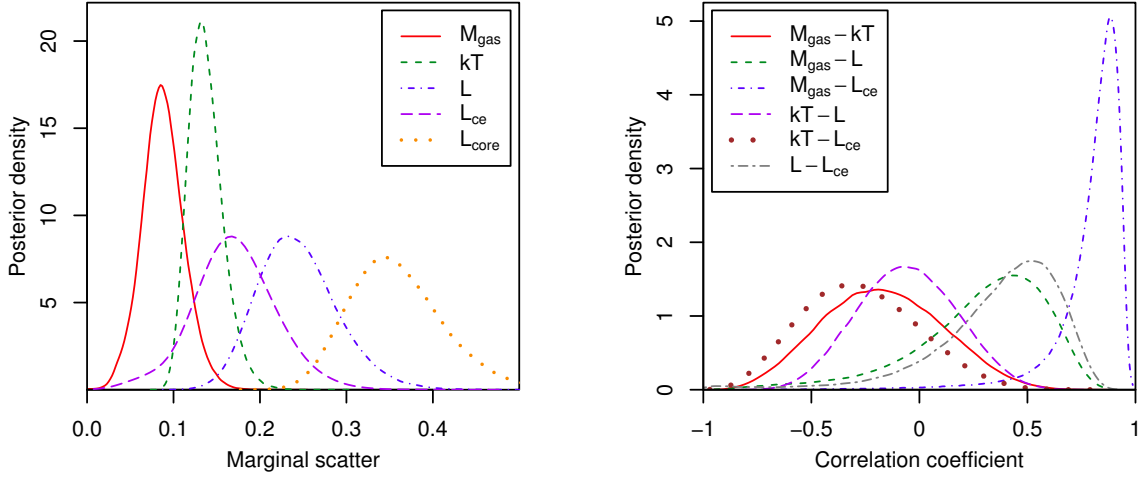 Posterior density
20
15
10
5
M_gas
kT
L
L_ce
L_core
0.0 0.1 0.2 0.3 0.4
Marginal scatter
Posterior density
5
4
3
2
1
0
M_gas – kT
M_gas – L
M_gas – L_ce
kT – L
kT – L_ce
L – L_ce
−1 −0.5 0 0.5 1
Correlation coefficient